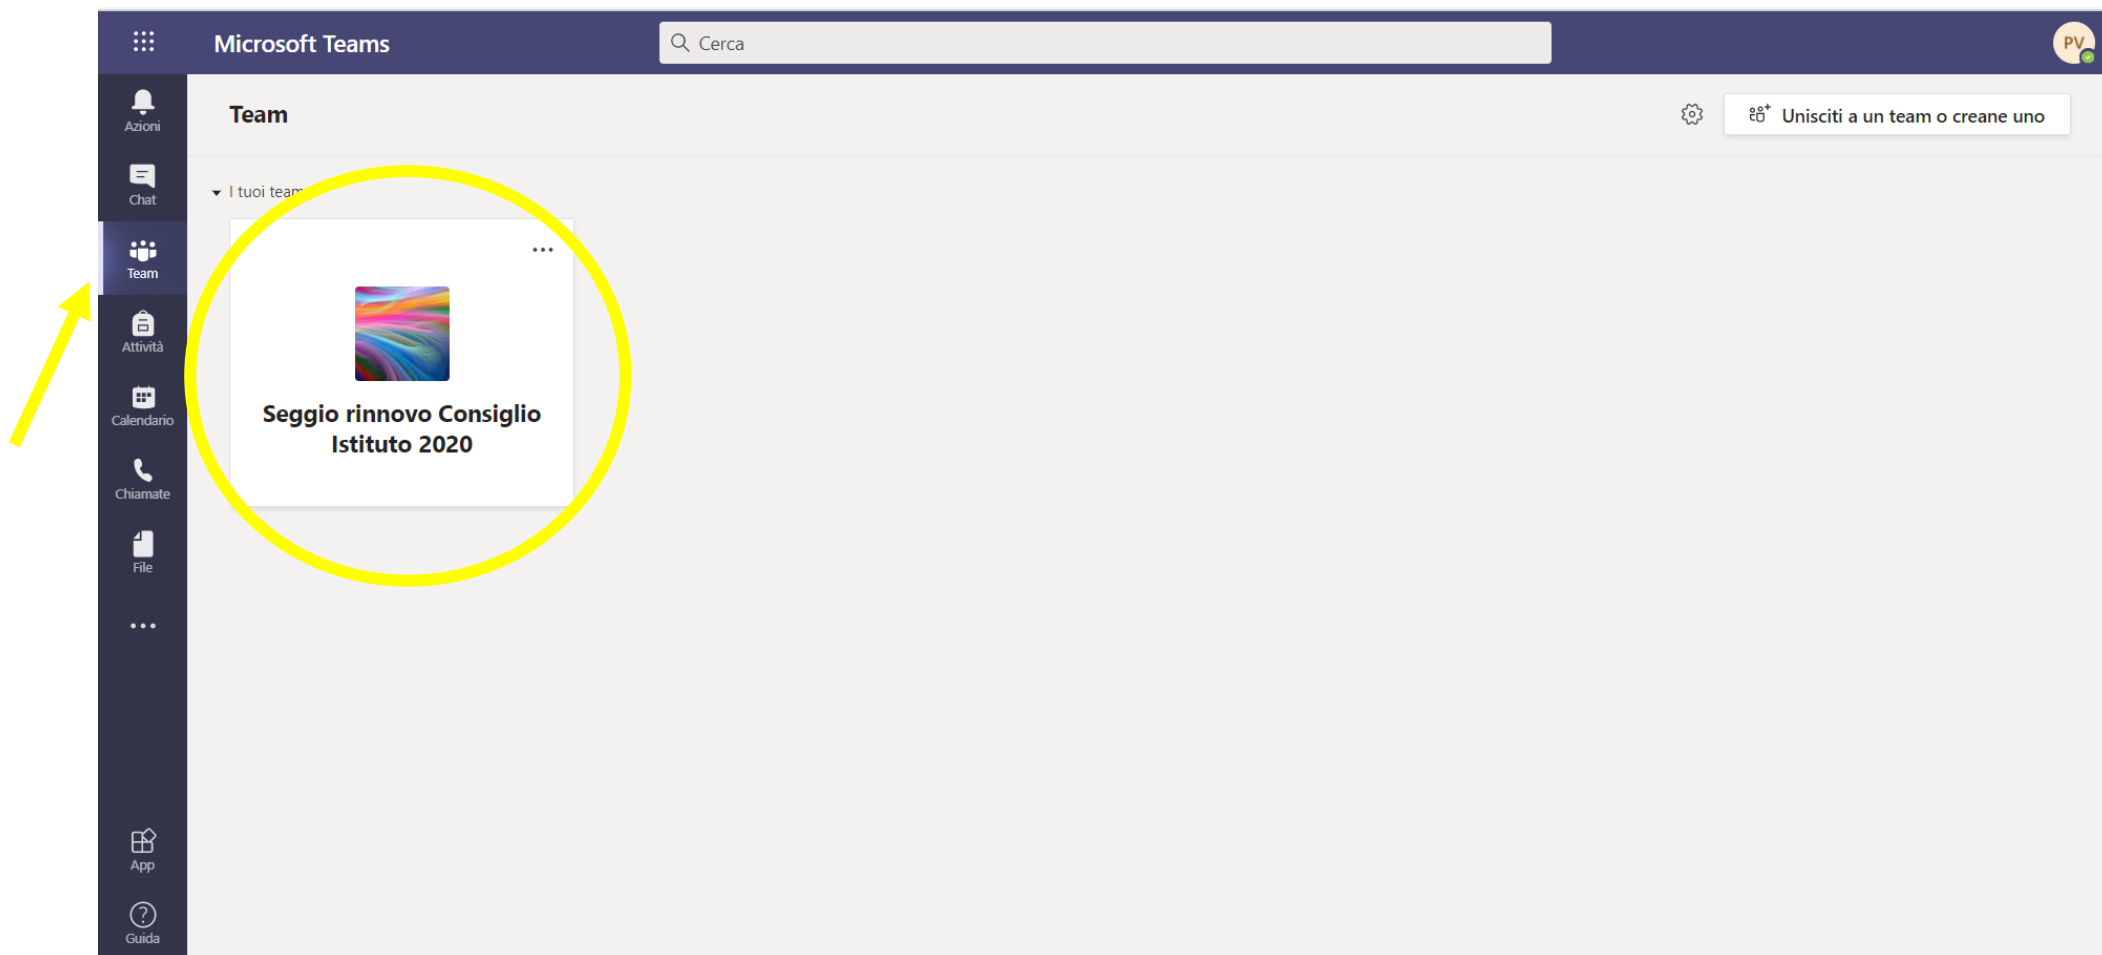 Microsoft Teams
Cerca
PV
Azioni
Team
Unisciti a un team o creane uno
Chat
I tuoi team
Team
Attività
Seggio rinnovo Consiglio
Istituto 2020
Calendario
Chiamate
File
App
Guida